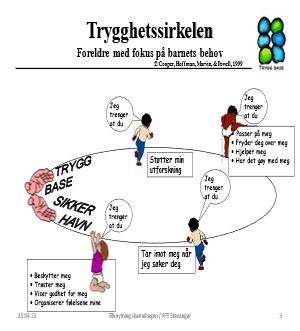 Trygghetssirkelen
Foreldre med fokus på barnets behov
© Cooper, Hoffman, Marvin, & Powell, 1999
TRYGG BASE
Jeg
trenger
at du
Jeg
trenger
at du
Støtter min
utforskning
• Passer på meg
• Fryder deg over meg
• Hjelper meg
• Har det gøy med meg
TRYGG
BASE
SIKKER
HAVN
Jeg
trenger
at du
Jeg
trenger
at du
Tar imot meg når
jeg søker deg
• Beskytter meg
• Trøster meg
• Viser godhet for meg
• Organiserer følelsene mine
25.04.13
Tilknytning i barnehagen / PPT Stavanger
3